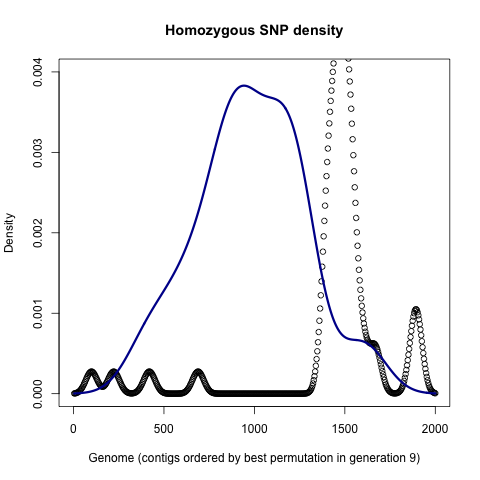 Homozygous SNP density
Density
0.004
0.003
0.002
0.001
0.000
0 500 1000 1500 2000
Genome (contigs ordered by best permutation in generation 9)